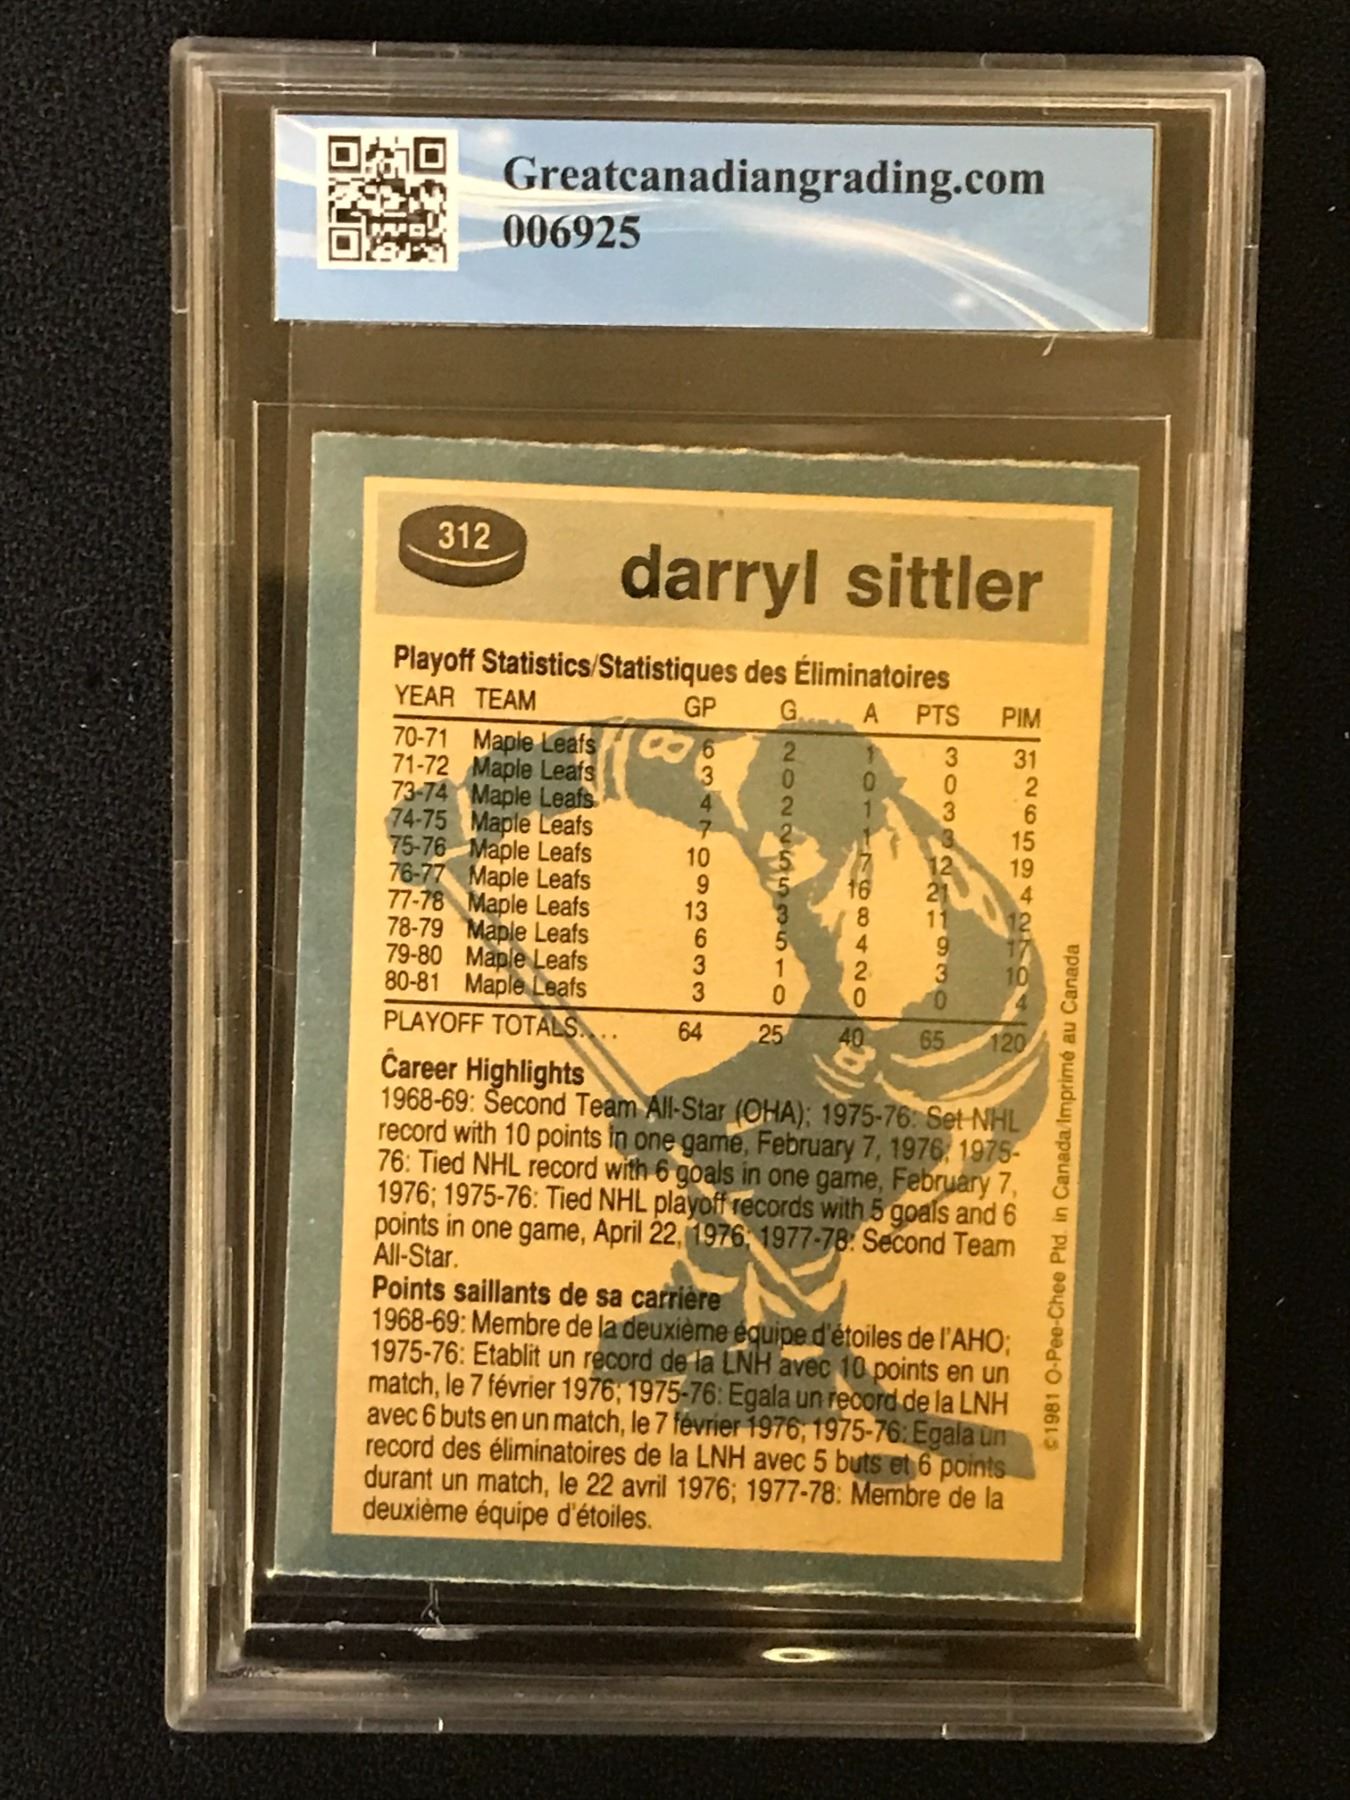 Greatcanadiangrading.com
006925
312
darryl sittler
Playoff Statistics/Statistiques des Éliminatoires
YEAR TEAM GP G A PTS PIM
70-71 Maple Leafs 6 2 1 3 31
71-72 Maple Leafs 3 0 0 0 2
73-74 Maple Leafs 4 2 1 3 6
74-75 Maple Leafs 7 2 1 3 15
75-76 Maple Leafs 10 5 7 12 19
76-77 Maple Leafs 9 5 16 21 4
77-78 Maple Leafs 13 3 8 11 12
78-79 Maple Leafs 6 5 4 9 17
79-80 Maple Leafs 3 1 2 3 10
80-81 Maple Leafs 3 0 0 0 4
PLAYOFF TOTALS.... 64 25 40 65 120
Career Highlights
1968-69: Second Team All-Star (OHA); 1975-76: Set NHL
record with 10 points in one game, February 7, 1976; 1975-
76: Tied NHL record with 6 goals in one game, February 7,
1976; 1975-76: Tied NHL playoff records with 5 goals and 6
points in one game, April 22, 1976; 1977-78: Second Team
All-Star.
Points saillants de sa carrière
1968-69: Membre de la deuxième équipe d'étoiles de l'AHO;
1975-76: Etablit un record de la LNH avec 10 points en un
match, le 7 février 1976; 1975-76: Egala un record de la LNH
avec 6 buts en un match, le 7 février 1976; 1975-76: Egala un
record des éliminatoires de la LNH avec 5 buts et 6 points
durant un match, le 22 avril 1976; 1977-78: Membre de la
deuxième équipe d'étoiles.
©1981 O-Pee-Chee Ptd. in Canada/Imprimé au Canada
8
8